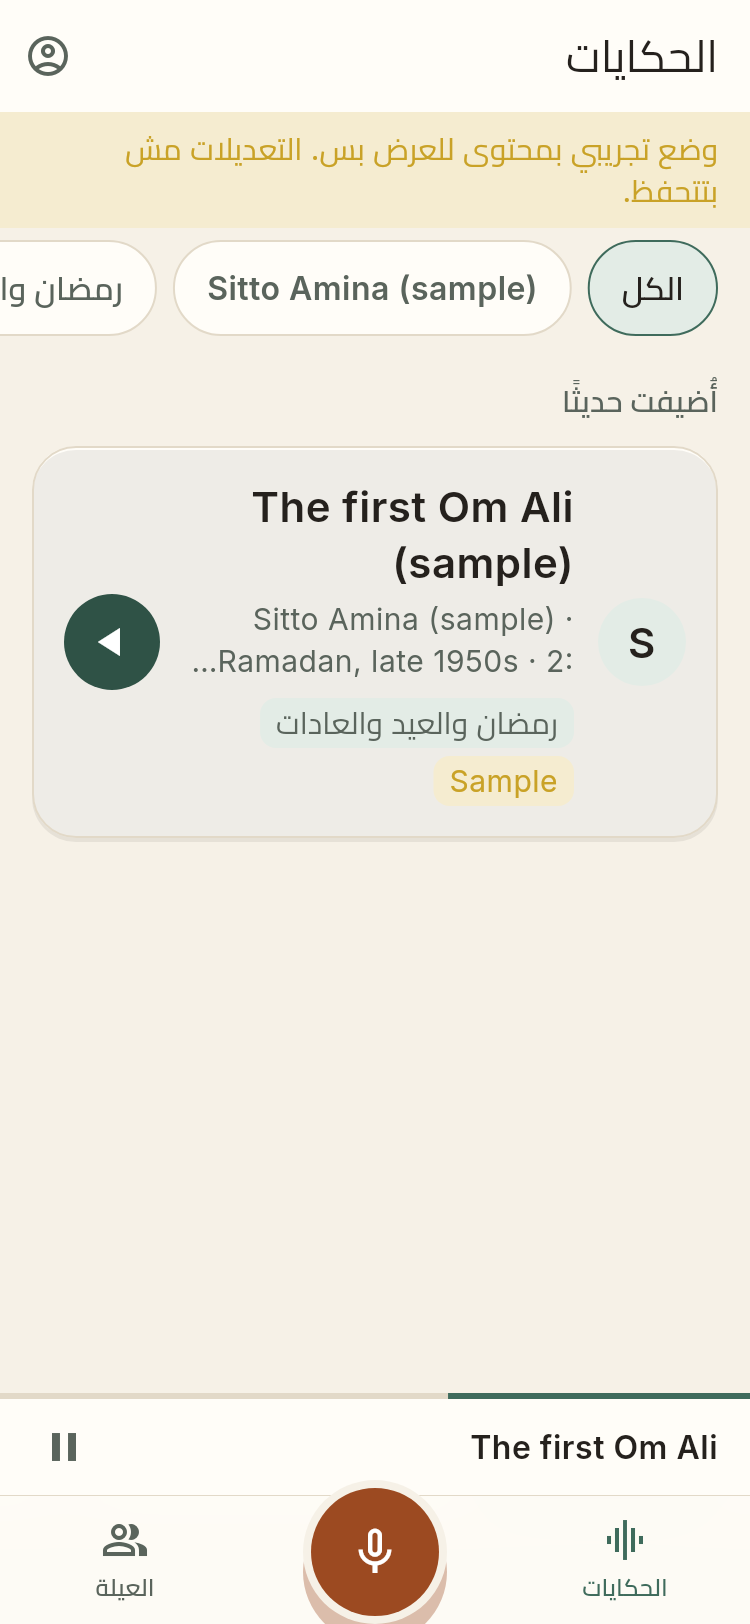 الحكايات
وضع تجريبي بمحتوى للعرض بس. التعديلات مش
بتتحفظ.
الكل
Sitto Amina (sample)
رمضان وا
أُضيفت حديثًا
The first Om Ali
(sample)
S
Sitto Amina (sample) ·
Ramadan, late 1950s · 2:...
رمضان والعيد والعادات
Sample
The first Om Ali
الحكايات
العيلة